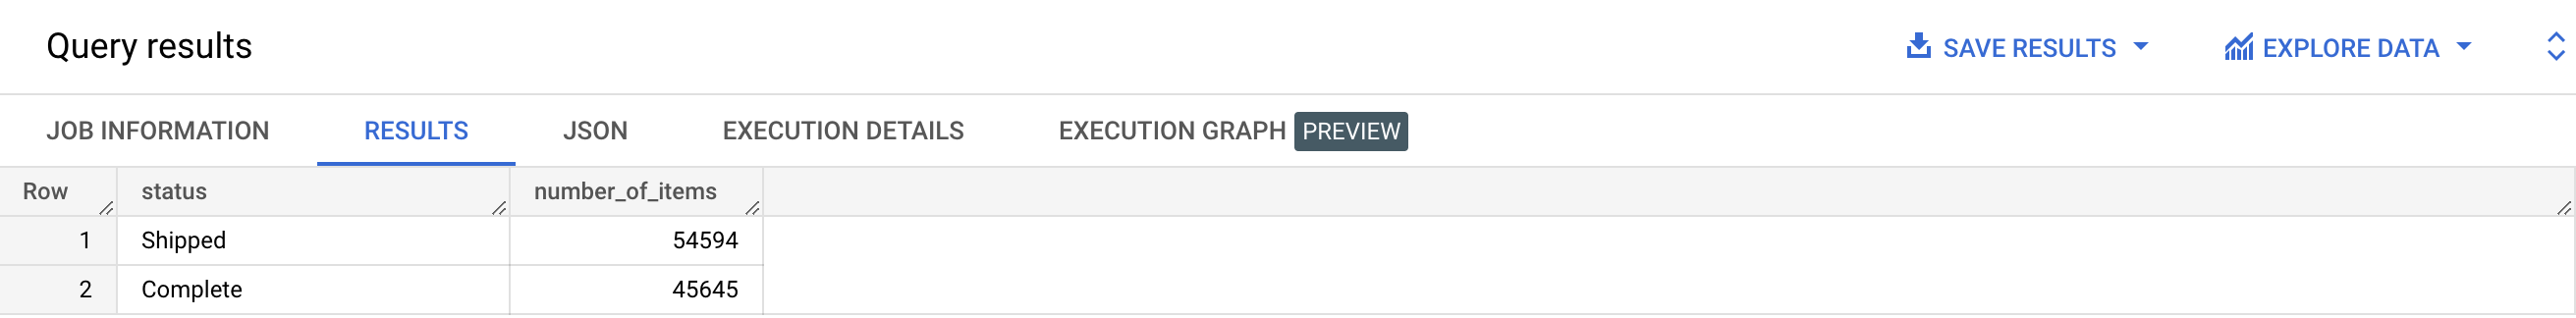 Query results SAVE RESULTS EXPLORE DATA
JOB INFORMATION RESULTS JSON EXECUTION DETAILS EXECUTION GRAPH PREVIEW
Row status number_of_items
1 Shipped 54594
2 Complete 45645